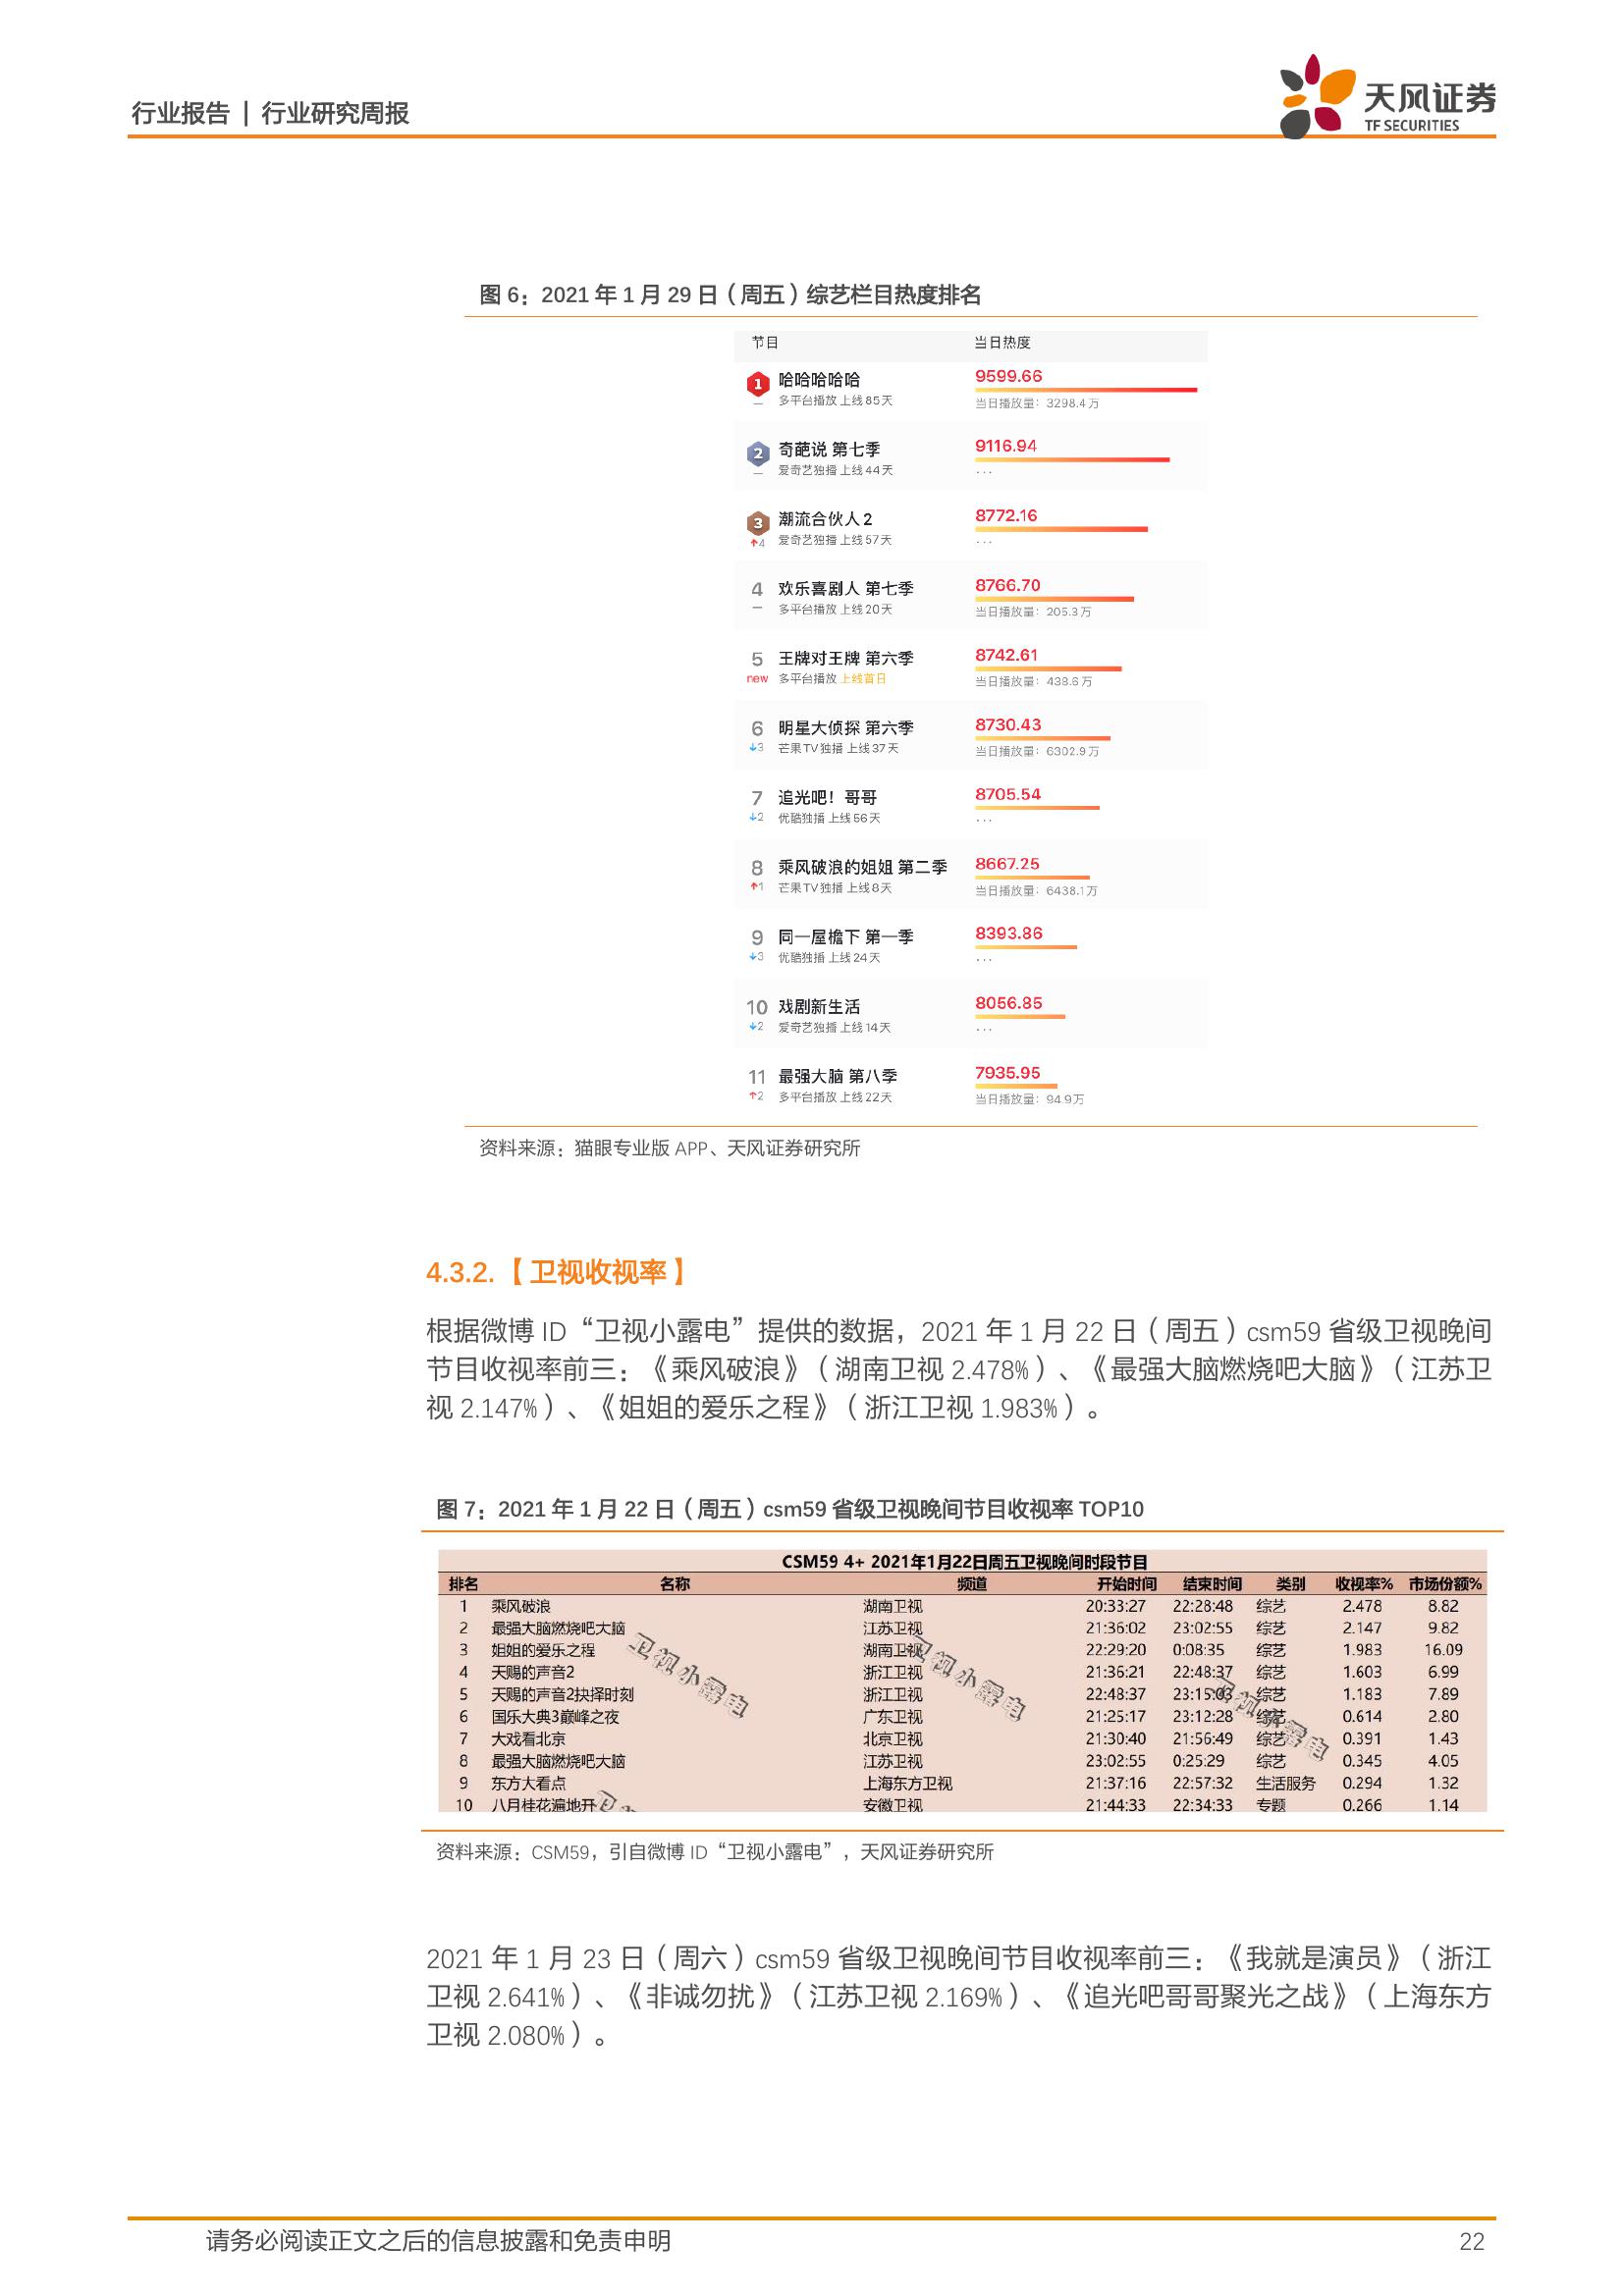 行业报告 | 行业研究周报
天风证券
TF SECURITIES
图 6：2021 年 1 月 29 日（周五）综艺栏目热度排名
节目 当日热度
1 哈哈哈哈哈 9599.66
— 多平台播放 上线85天 当日播放量：3298.4万
2 奇葩说 第七季 9116.94
— 爱奇艺独播 上线44天 ...
3 潮流合伙人2 8772.16
↑4 爱奇艺独播 上线57天 ...
4 欢乐喜剧人 第七季 8766.70
— 多平台播放 上线20天 当日播放量：205.3万
5 王牌对王牌 第六季 8742.61
new 多平台播放 上线首日 当日播放量：438.6万
6 明星大侦探 第六季 8730.43
↓3 芒果TV独播 上线37天 当日播放量：6302.9万
7 追光吧！哥哥 8705.54
↓2 优酷独播 上线56天 ...
8 乘风破浪的姐姐 第二季 8667.25
↑1 芒果TV独播 上线8天 当日播放量：6438.1万
9 同一屋檐下 第一季 8393.86
↓3 优酷独播 上线24天 ...
10 戏剧新生活 8056.85
↓2 爱奇艺独播 上线14天 ...
11 最强大脑 第八季 7935.95
↑2 多平台播放 上线22天 当日播放量：94.9万
资料来源：猫眼专业版 APP、天风证券研究所
4.3.2.【卫视收视率】
根据微博 ID“卫视小露电”提供的数据，2021 年 1 月 22 日（周五）csm59 省级卫视晚间
节目收视率前三：《乘风破浪》（湖南卫视 2.478%）、《最强大脑燃烧吧大脑》（江苏卫
视 2.147%）、《姐姐的爱乐之程》（浙江卫视 1.983%）。
图 7：2021 年 1 月 22 日（周五）csm59 省级卫视晚间节目收视率 TOP10
CSM59 4+ 2021年1月22日周五卫视晚间时段节目
排名 名称 频道 开始时间 结束时间 类别 收视率% 市场份额%
1 乘风破浪 湖南卫视 20:33:27 22:28:48 综艺 2.478 8.82
2 最强大脑燃烧吧大脑 江苏卫视 21:36:02 23:02:55 综艺 2.147 9.82
3 姐姐的爱乐之程 湖南卫视 22:29:20 0:08:35 综艺 1.983 16.09
4 天赐的声音2 浙江卫视 21:36:21 22:48:37 综艺 1.603 6.99
5 天赐的声音2抉择时刻 浙江卫视 22:48:37 23:15:03 综艺 1.183 7.89
6 国乐大典3巅峰之夜 广东卫视 21:25:17 23:12:28 综艺 0.614 2.80
7 大戏看北京 北京卫视 21:30:40 21:56:49 综艺 0.391 1.43
8 最强大脑燃烧吧大脑 江苏卫视 23:02:55 0:25:29 综艺 0.345 4.05
9 东方大看点 上海东方卫视 21:37:16 22:57:32 生活服务 0.294 1.32
10 八月桂花遍地开 安徽卫视 21:44:33 22:34:33 专题 0.266 1.14
卫视小露电
卫视小露电
卫视小露电
资料来源：CSM59，引自微博 ID“卫视小露电”，天风证券研究所
2021 年 1 月 23 日（周六）csm59 省级卫视晚间节目收视率前三：《我就是演员》（浙江
卫视 2.641%）、《非诚勿扰》（江苏卫视 2.169%）、《追光吧哥哥聚光之战》（上海东方
卫视 2.080%）。
请务必阅读正文之后的信息披露和免责申明 22